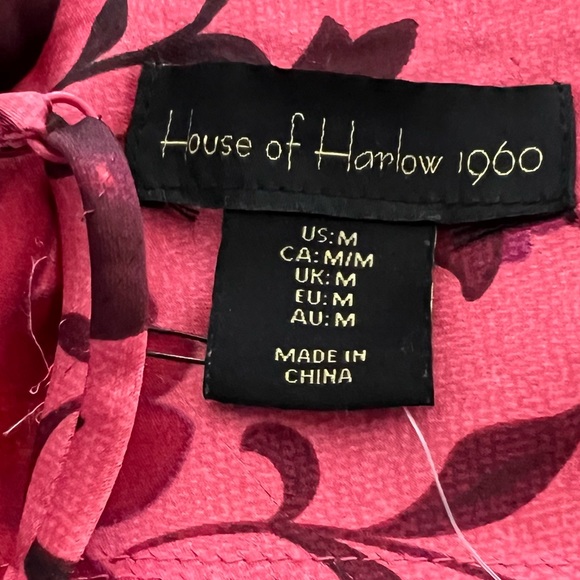 House of Harlow 1960
US: M
CA: M/M
UK: M
EU: M
AU: M
MADE IN
CHINA